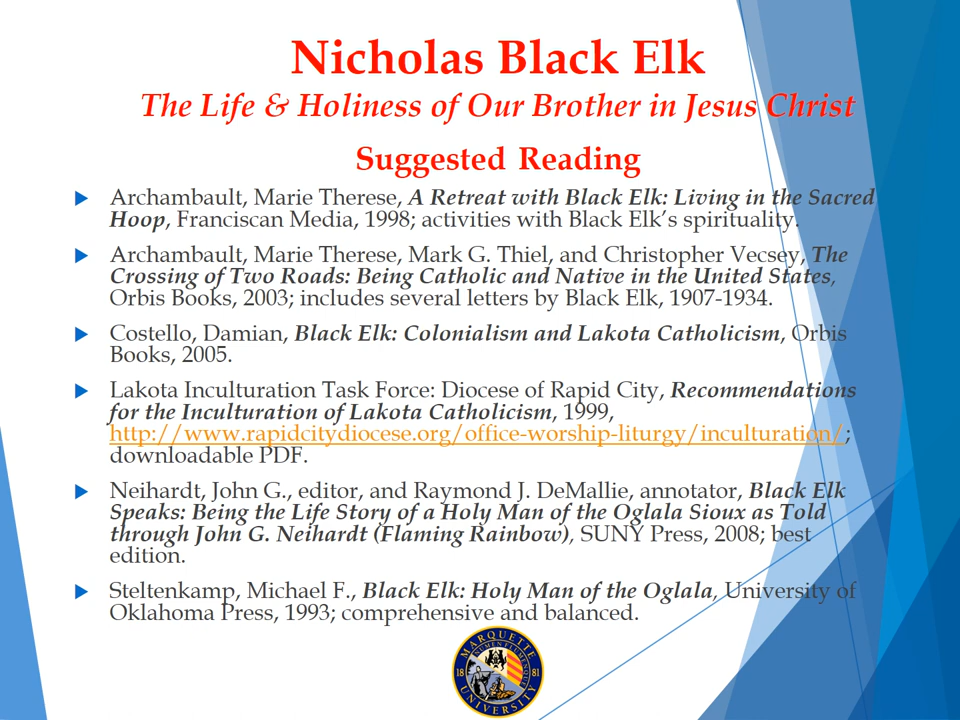 Nicholas Black Elk
The Life & Holiness of Our Brother in Jesus Christ
Suggested Reading
Archambault, Marie Therese, A Retreat with Black Elk: Living in the Sacred
Hoop, Franciscan Media, 1998; activities with Black Elk’s spirituality.
Archambault, Marie Therese, Mark G. Thiel, and Christopher Vecsey, The
Crossing of Two Roads: Being Catholic and Native in the United States,
Orbis Books, 2003; includes several letters by Black Elk, 1907-1934.
Costello, Damian, Black Elk: Colonialism and Lakota Catholicism, Orbis
Books, 2005.
Lakota Inculturation Task Force: Diocese of Rapid City, Recommendations
for the Inculturation of Lakota Catholicism, 1999,
http://www.rapidcitydiocese.org/office-worship-liturgy/inculturation/;
downloadable PDF.
Neihardt, John G., editor, and Raymond J. DeMallie, annotator, Black Elk
Speaks: Being the Life Story of a Holy Man of the Oglala Sioux as Told
through John G. Neihardt (Flaming Rainbow), SUNY Press, 2008; best
edition.
Steltenkamp, Michael F., Black Elk: Holy Man of the Oglala, University of
Oklahoma Press, 1993; comprehensive and balanced.
MARQUETTE
18 81
UNIVERSITY